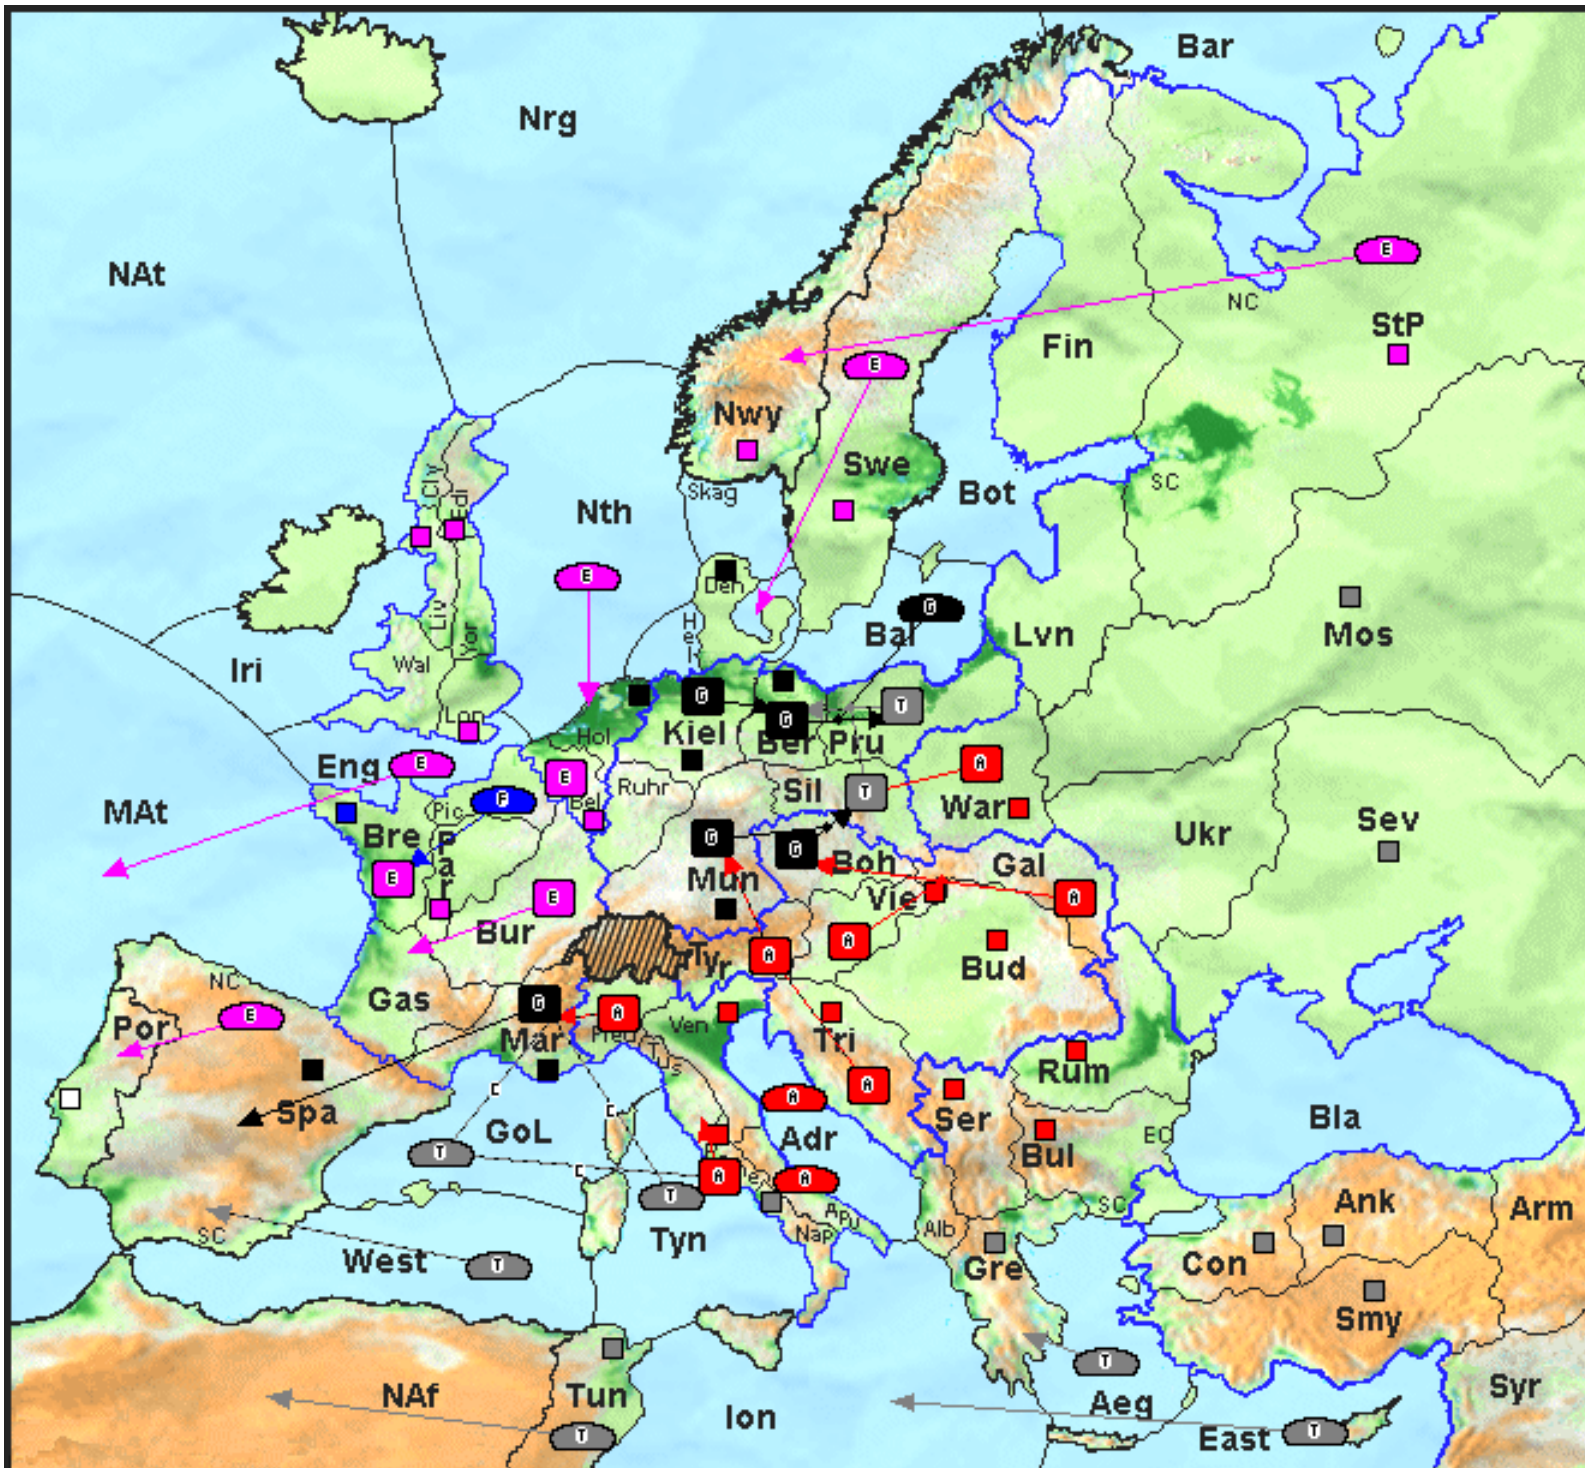 Bar
Nrg
E
NC
NAt
StP
Fin
E
Nwy
Swe
SC
Skag
Bot
Cly
Edl
Nth
E
Den
G
Hel
Bal
Lvn
Mos
Liv
Yor
Iri
Wal
G
T
G
Lon
Hol
Kiel
Ber
Pru
Eng
E
E
A
Ruhr
Sil
T
F
Pic
Bel
War
MAt
Sev
Bre
Par
G
G
Ukr
Boh
Gal
E
Mun
E
Vie
A
Bur
A
Tyr
A
Bud
NC
Gas
G
A
Por
E
Mar
Pied
Ven
Tri
Tus
Rum
A
Ser
C
Spa
C
GoL
A
Adr
Bla
Bul
EC
T
C
A
A
T
Ank
Apu
SC
Arm
SC
Nap
Alb
West
T
Tyn
Gre
Con
Smy
T
NAf
Tun
Ion
Aeg
Syr
T
East
T